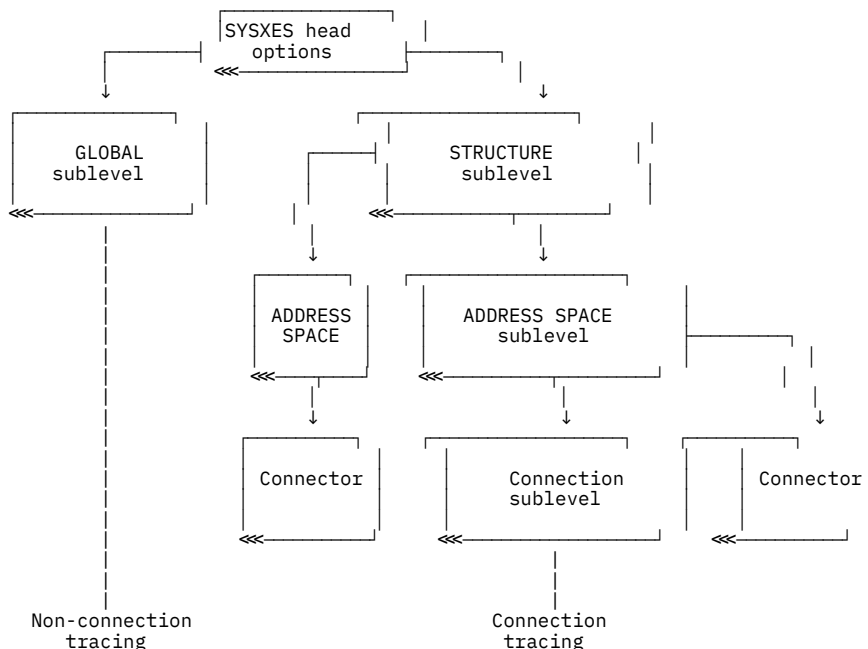 SYSXES head
options
GLOBAL
sublevel
STRUCTURE
sublevel
ADDRESS
SPACE
ADDRESS SPACE
sublevel
Connector
Connection
sublevel
Connector
Non-connection
tracing
Connection
tracing